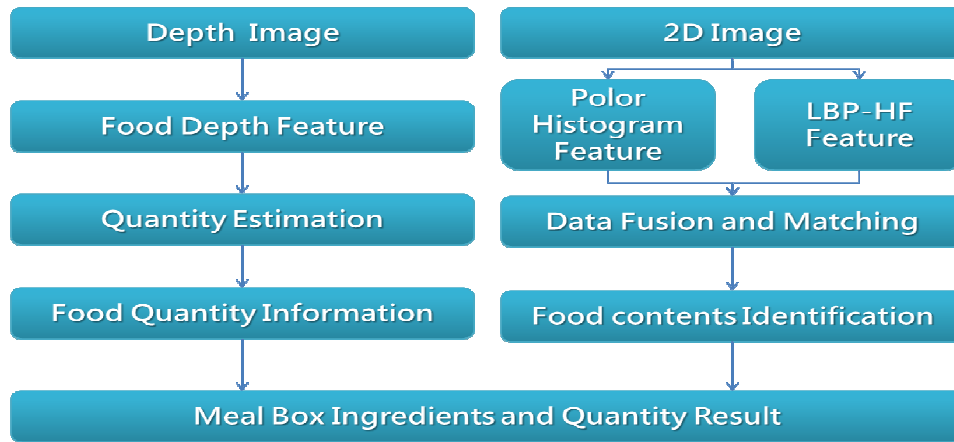 Depth Image
Food Depth Feature
Quantity Estimation
Food Quantity Information
2D Image
Polor
Histogram
Feature
LBP-HF
Feature
Data Fusion and Matching
Food contents Identification
Meal Box Ingredients and Quantity Result